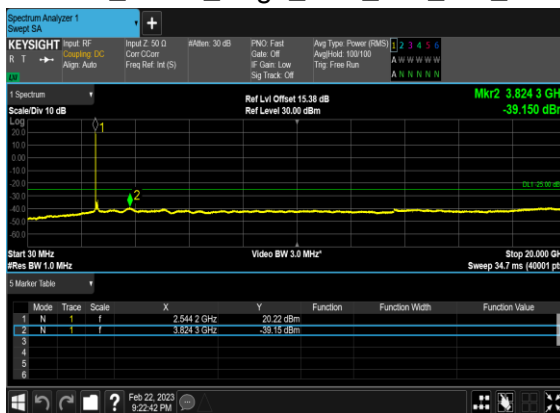 Spectrum Analyzer 1
Swept SA
+
KEYSIGHT
R T
LXI
Input: RF
Coupling: DC
Align: Auto
Input Z: 50 Ω
Corr CCorr
Freq Ref: Int (S)
#Atten: 30 dB
PNO: Fast
Gate: Off
IF Gain: Low
Sig Track: Off
Avg Type: Power (RMS)
Avg|Hold: 100/100
Trig: Free Run
1 2 3 4 5 6
A W W W W W
A N N N N N
1 Spectrum
Scale/Div 10 dB
Ref Lvl Offset 15.38 dB
Ref Level 30.00 dBm
Mkr2 3.824 3 GH
-39.150 dBr
Log
20.0
10.0
0.00
-10.0
-20.0
-30.0
-40.0
-50.0
-60.0
1
2
DL1 -25.00 dB
Start 30 MHz
#Res BW 1.0 MHz
Video BW 3.0 MHz*
Stop 20.000 GH
Sweep 34.7 ms (40001 pt
5 Marker Table
Mode Trace Scale X Y Function Function Width Function Value
1 N 1 f 2.544 2 GHz 20.22 dBm
2 N 1 f 3.824 3 GHz -39.15 dBm
3
4
5
6
?
Feb 22, 2023
9:22:42 PM